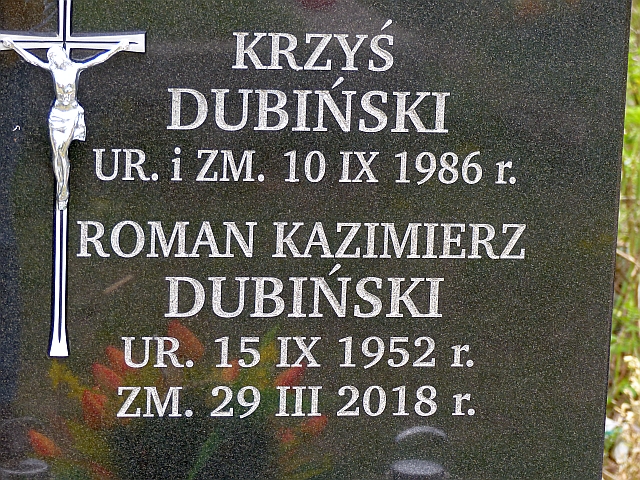 KRZYŚ
DUBIŃSKI
UR. i ZM. 10 IX 1986 r.
ROMAN KAZIMIERZ
DUBIŃSKI
UR. 15 IX 1952 r.
ZM. 29 III 2018 r.